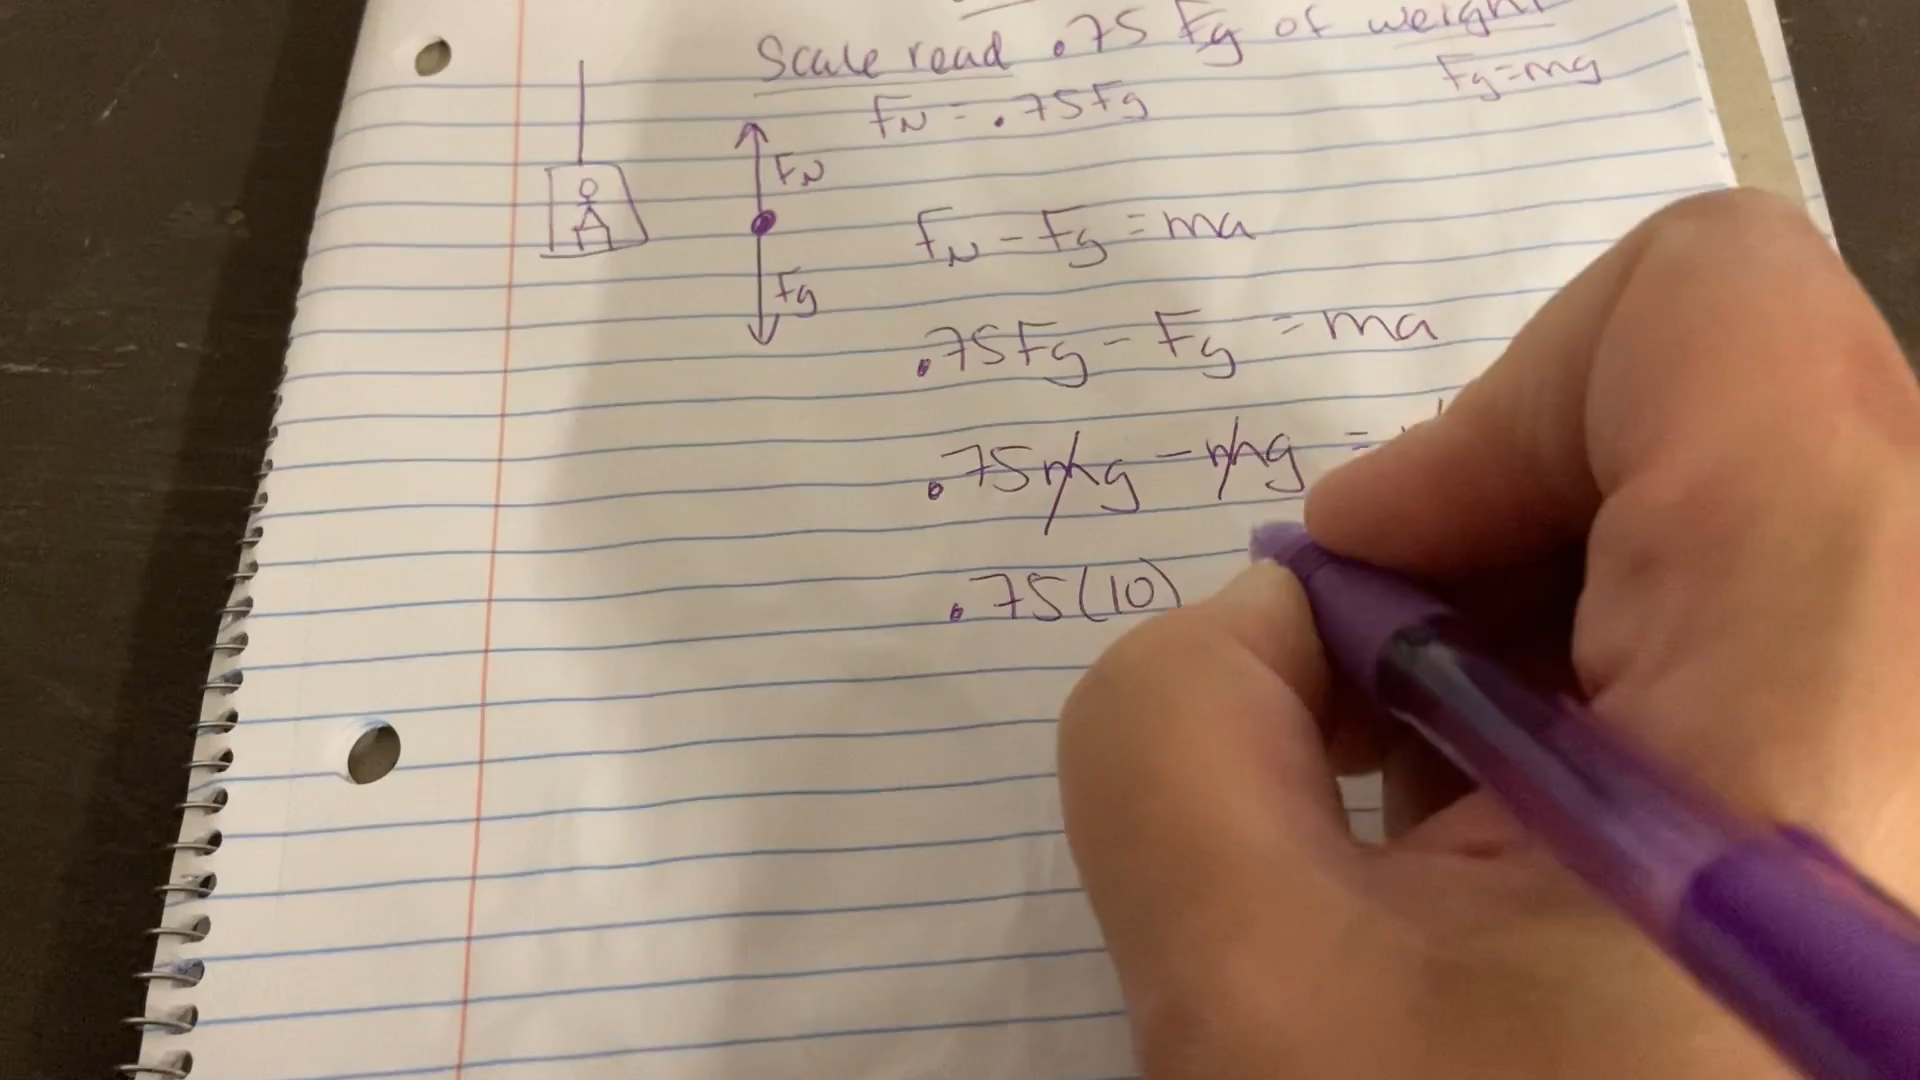 Scale read .75 Fg of weight
Fg=mg
FN = .75Fg
FN
Fg
FN - Fg = ma
.75Fg - Fg = ma
.75mg - mg =
.75(10)